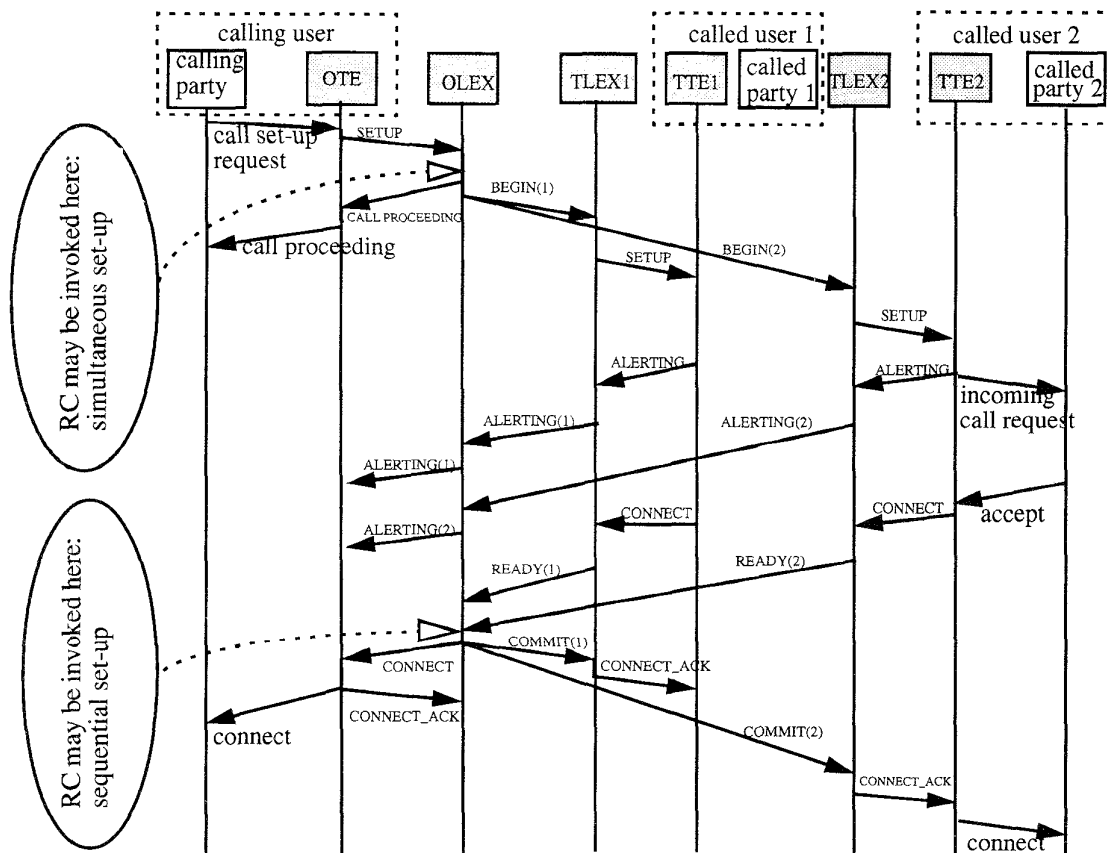 calling user
called user 1
called user 2
calling
party
OTE
OLEX
TLEX1
TTE1
called
party 1
TLEX2
TTE2
called
party 2
call set-up
request
SETUP
BEGIN(1)
CALL PROCEEDING
call proceeding
BEGIN(2)
SETUP
SETUP
ALERTING
ALERTING
incoming
call request
ALERTING(1)
ALERTING(2)
ALERTING(1)
accept
CONNECT
CONNECT
ALERTING(2)
READY(1)
READY(2)
COMMIT(1)
CONNECT
CONNECT_ACK
CONNECT_ACK
connect
COMMIT(2)
CONNECT_ACK
connect
RC may be invoked here:
simultaneous set-up
RC may be invoked here:
sequential set-up